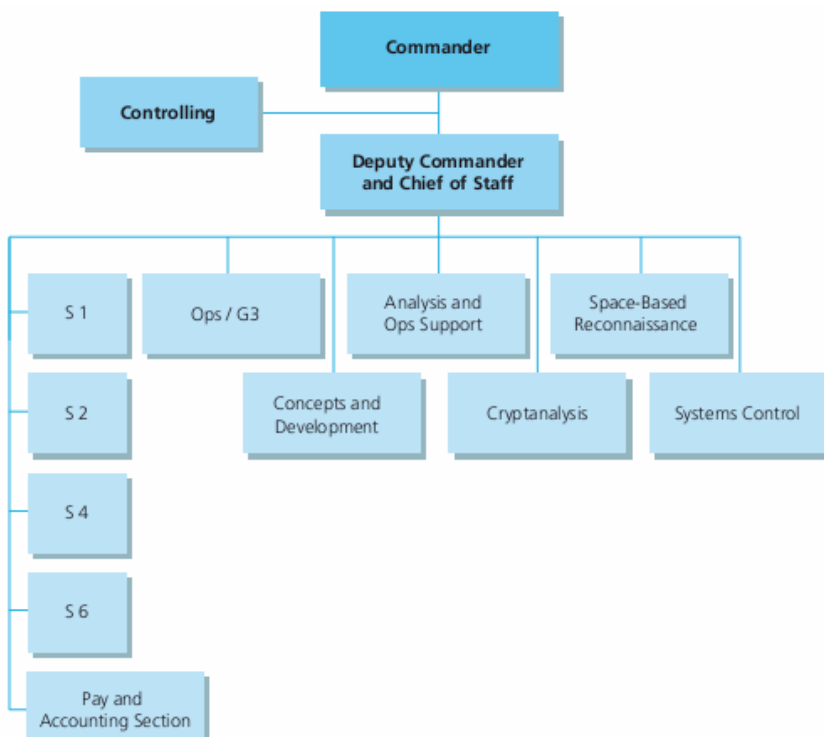 Commander
Controlling
Deputy Commander
and Chief of Staff
S 1
Ops / G3
Analysis and
Ops Support
Space-Based
Reconnaissance
S 2
Concepts and
Development
Cryptanalysis
Systems Control
S 4
S 6
Pay and
Accounting Section